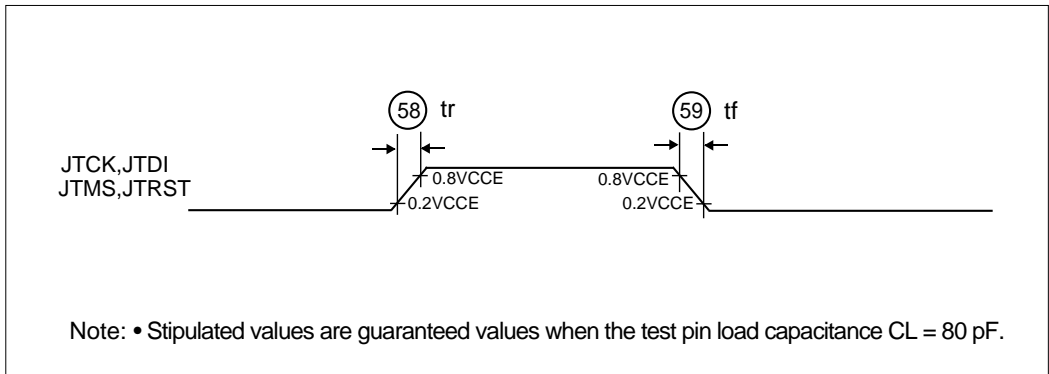 58 tr
59 tf
JTCK,JTDI
JTMS,JTRST
0.8VCCE
0.8VCCE
0.2VCCE
0.2VCCE
Note: • Stipulated values are guaranteed values when the test pin load capacitance CL = 80 pF.